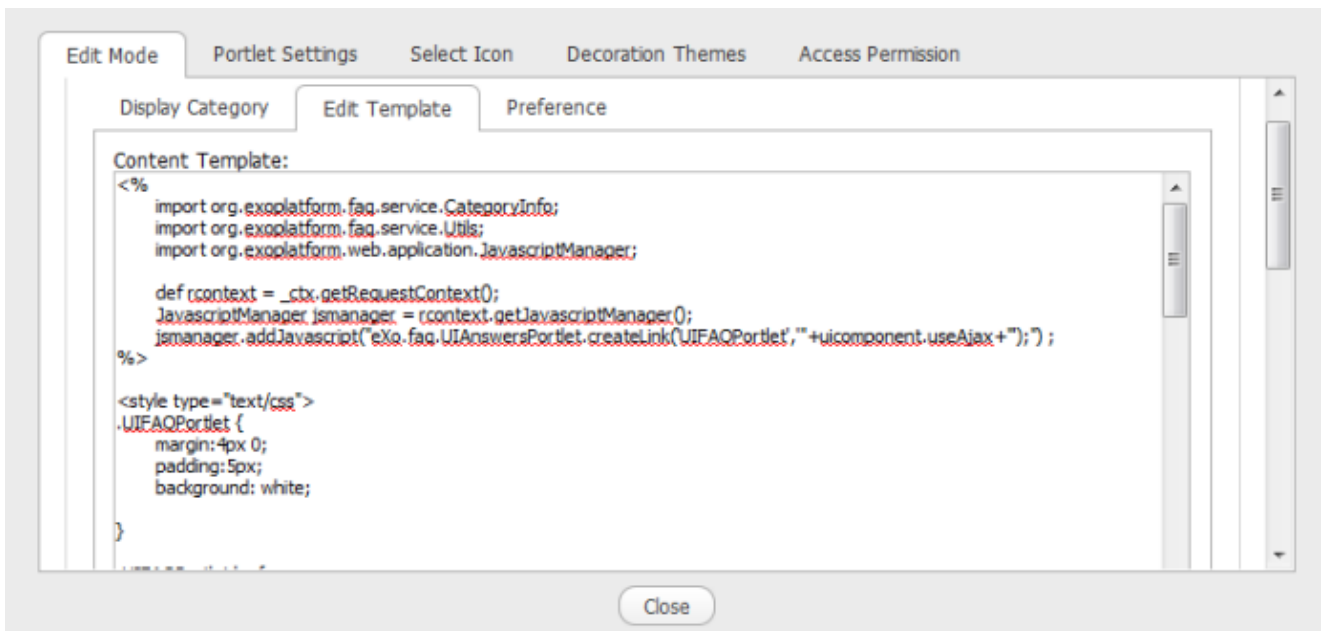 Edit Mode Portlet Settings Select Icon Decoration Themes Access Permission
Display Category Edit Template Preference
Content Template:
<%
import org.exoplatform.faq.service.CategoryInfo;
import org.exoplatform.faq.service.Utils;
import org.exoplatform.web.application.JavascriptManager;
def rcontext = _ctx.getRequestContext();
JavascriptManager jsmanager = rcontext.getJavascriptManager();
jsmanager.addJavascript("eXo.faq.UIAnswersPortlet.createLink('UIFAQPortlet','"+uicomponent.useAjax+"');") ;
%>
<style type="text/css">
.UIFAQPortlet {
margin:4px 0;
padding:5px;
background: white;
}
Close